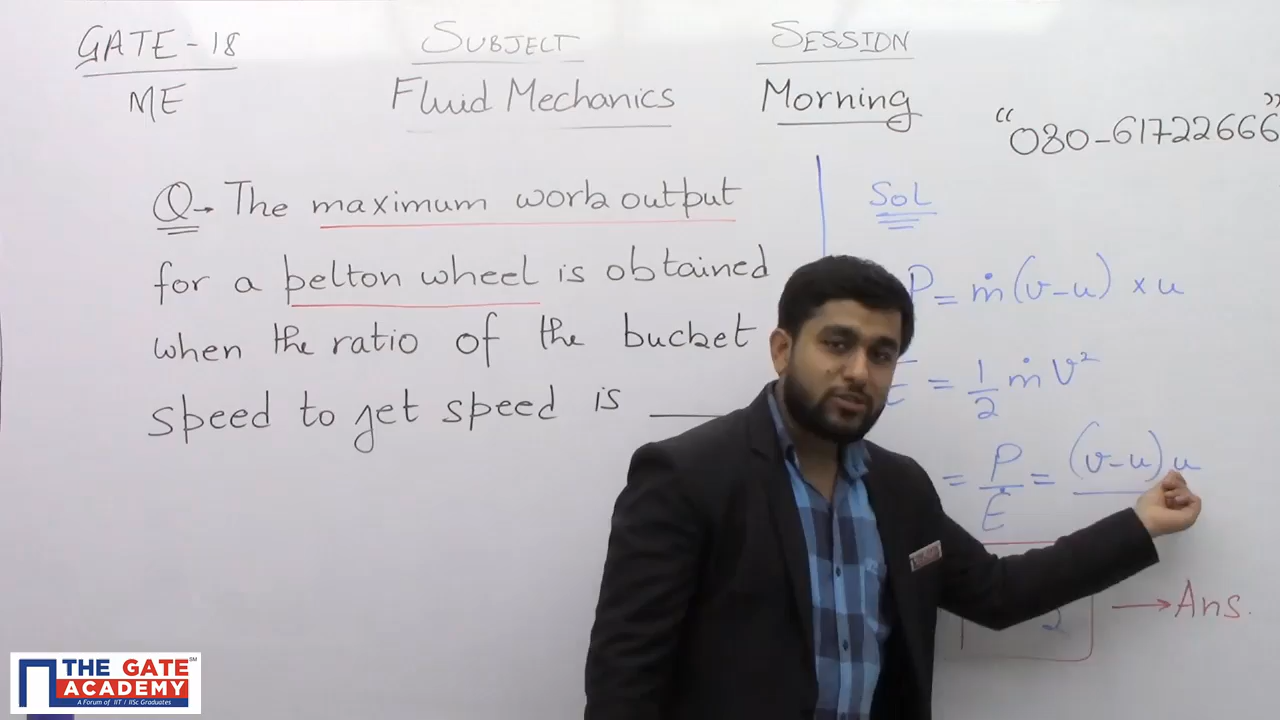 GATE-18
ME
SUBJECT
Fluid Mechanics
SESSION
Morning
"080-61722666"
Q- The maximum work output
for a pelton wheel is obtained
when the ratio of the bucket
speed to jet speed is ____
SOL
P = ṁ(v-u) × u
= 1/2 ṁ V²
= P/E = (v-u)u
2
→ Ans.
THE GATE
ACADEMY
A Forum of IIT / IISc Graduates